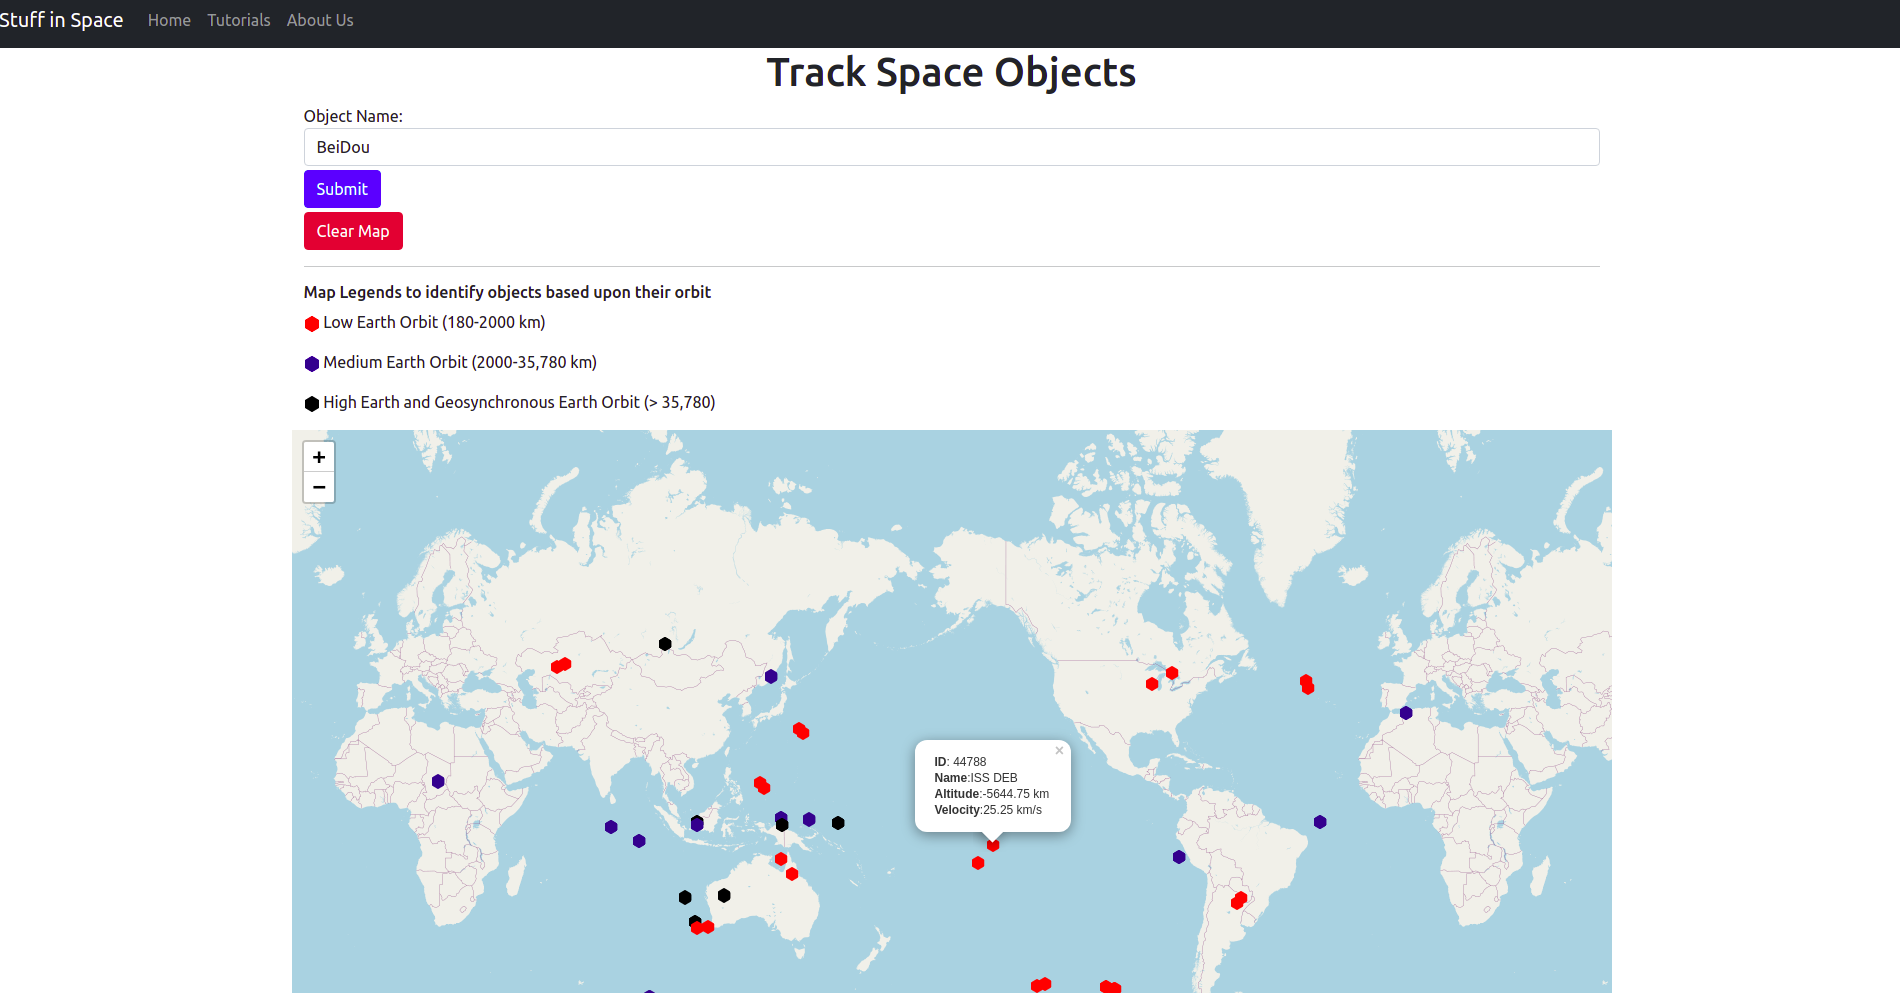 Stuff in Space Home Tutorials About Us
Track Space Objects
Object Name:
BeiDou
Submit
Clear Map
Map Legends to identify objects based upon their orbit
Low Earth Orbit (180-2000 km)
Medium Earth Orbit (2000-35,780 km)
High Earth and Geosynchronous Earth Orbit (> 35,780)
+
−
×
ID: 44788
Name:ISS DEB
Altitude:-5644.75 km
Velocity:25.25 km/s